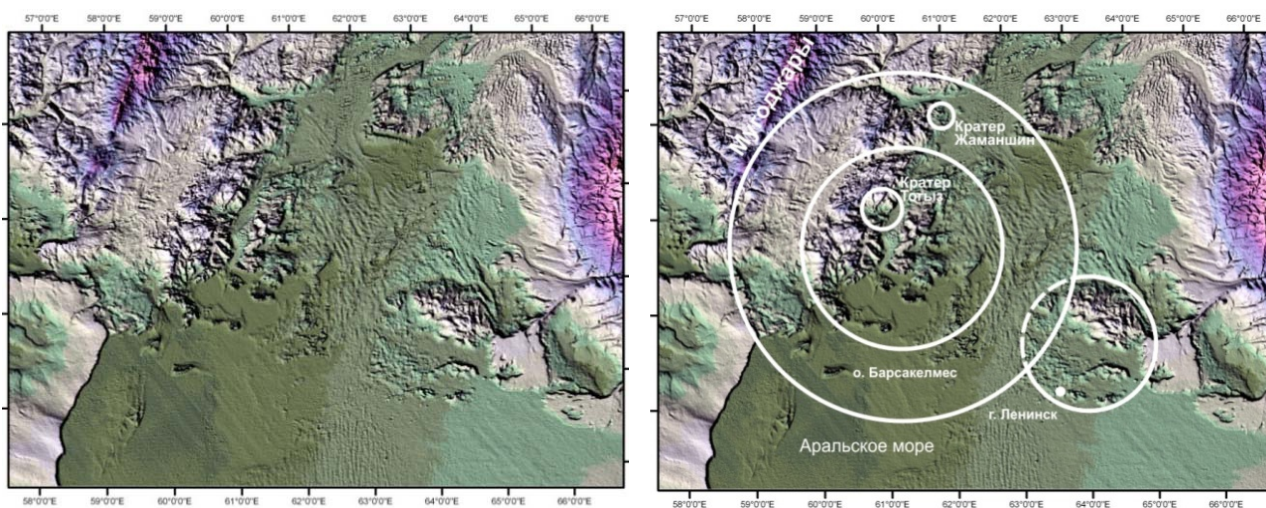 57°0'0"E 58°0'0"E 59°0'0"E 60°0'0"E 61°0'0"E 62°0'0"E 63°0'0"E 64°0'0"E 65°0'0"E 66°0'0"E
58°0'0"E 59°0'0"E 60°0'0"E 61°0'0"E 62°0'0"E 63°0'0"E 64°0'0"E 65°0'0"E 66°0'0"E
57°0'0"E 58°0'0"E 59°0'0"E 60°0'0"E 61°0'0"E 62°0'0"E 63°0'0"E 64°0'0"E 65°0'0"E 66°0'0"E
Мугоджары
Кратер
Жаманшин
Кратер
Тогыз
о. Барсакелмес
г. Ленинск
Аральское море
58°0'0"E 59°0'0"E 60°0'0"E 61°0'0"E 62°0'0"E 63°0'0"E 64°0'0"E 65°0'0"E 66°0'0"E